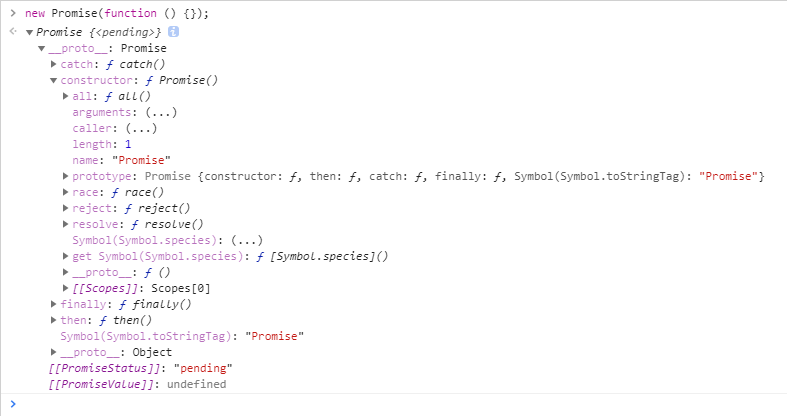 > new Promise(function () {});
<· ▼Promise {<pending>} i
▼__proto__: Promise
▶catch: ƒ catch()
▼constructor: ƒ Promise()
▶all: ƒ all()
arguments: (...)
caller: (...)
length: 1
name: "Promise"
▶prototype: Promise {constructor: ƒ, then: ƒ, catch: ƒ, finally: ƒ, Symbol(Symbol.toStringTag): "Promise"}
▶race: ƒ race()
▶reject: ƒ reject()
▶resolve: ƒ resolve()
Symbol(Symbol.species): (...)
▶get Symbol(Symbol.species): ƒ [Symbol.species]()
▶__proto__: ƒ ()
▶[[Scopes]]: Scopes[0]
▶finally: ƒ finally()
▶then: ƒ then()
Symbol(Symbol.toStringTag): "Promise"
▶__proto__: Object
[[PromiseStatus]]: "pending"
[[PromiseValue]]: undefined
>